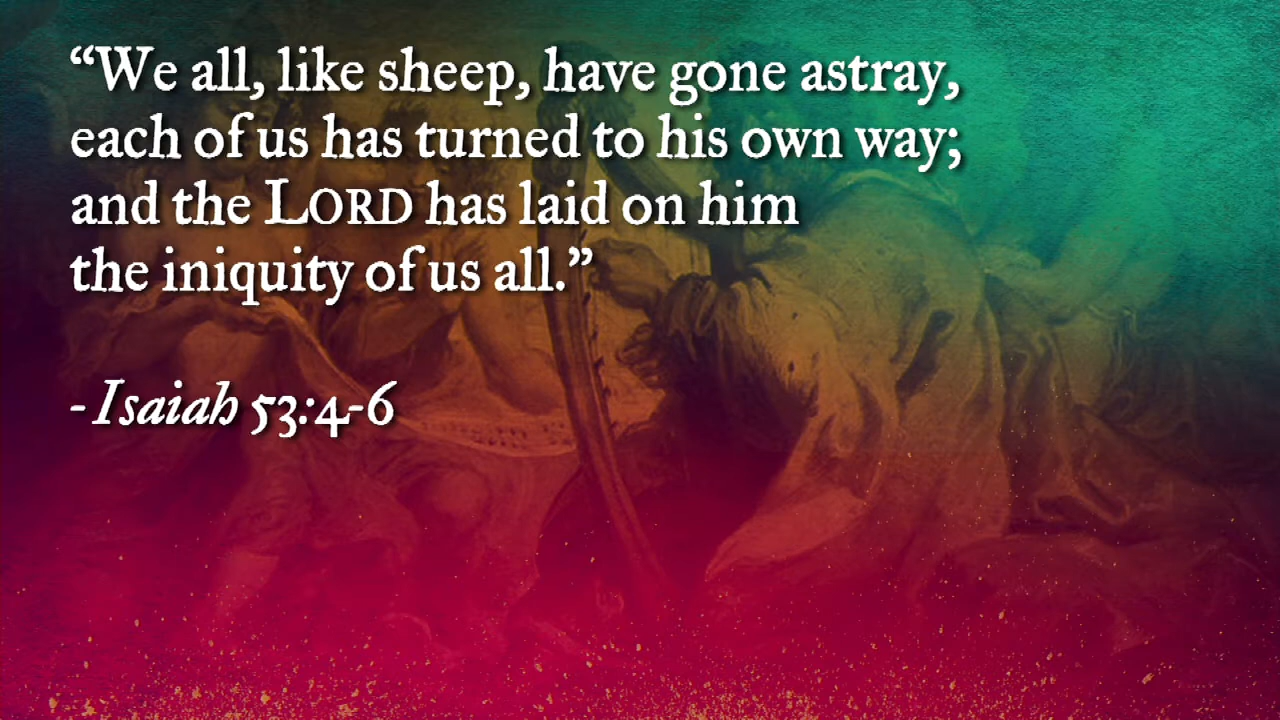 “We all, like sheep, have gone astray,
each of us has turned to his own way;
and the LORD has laid on him
the iniquity of us all.”
- Isaiah 53:4-6